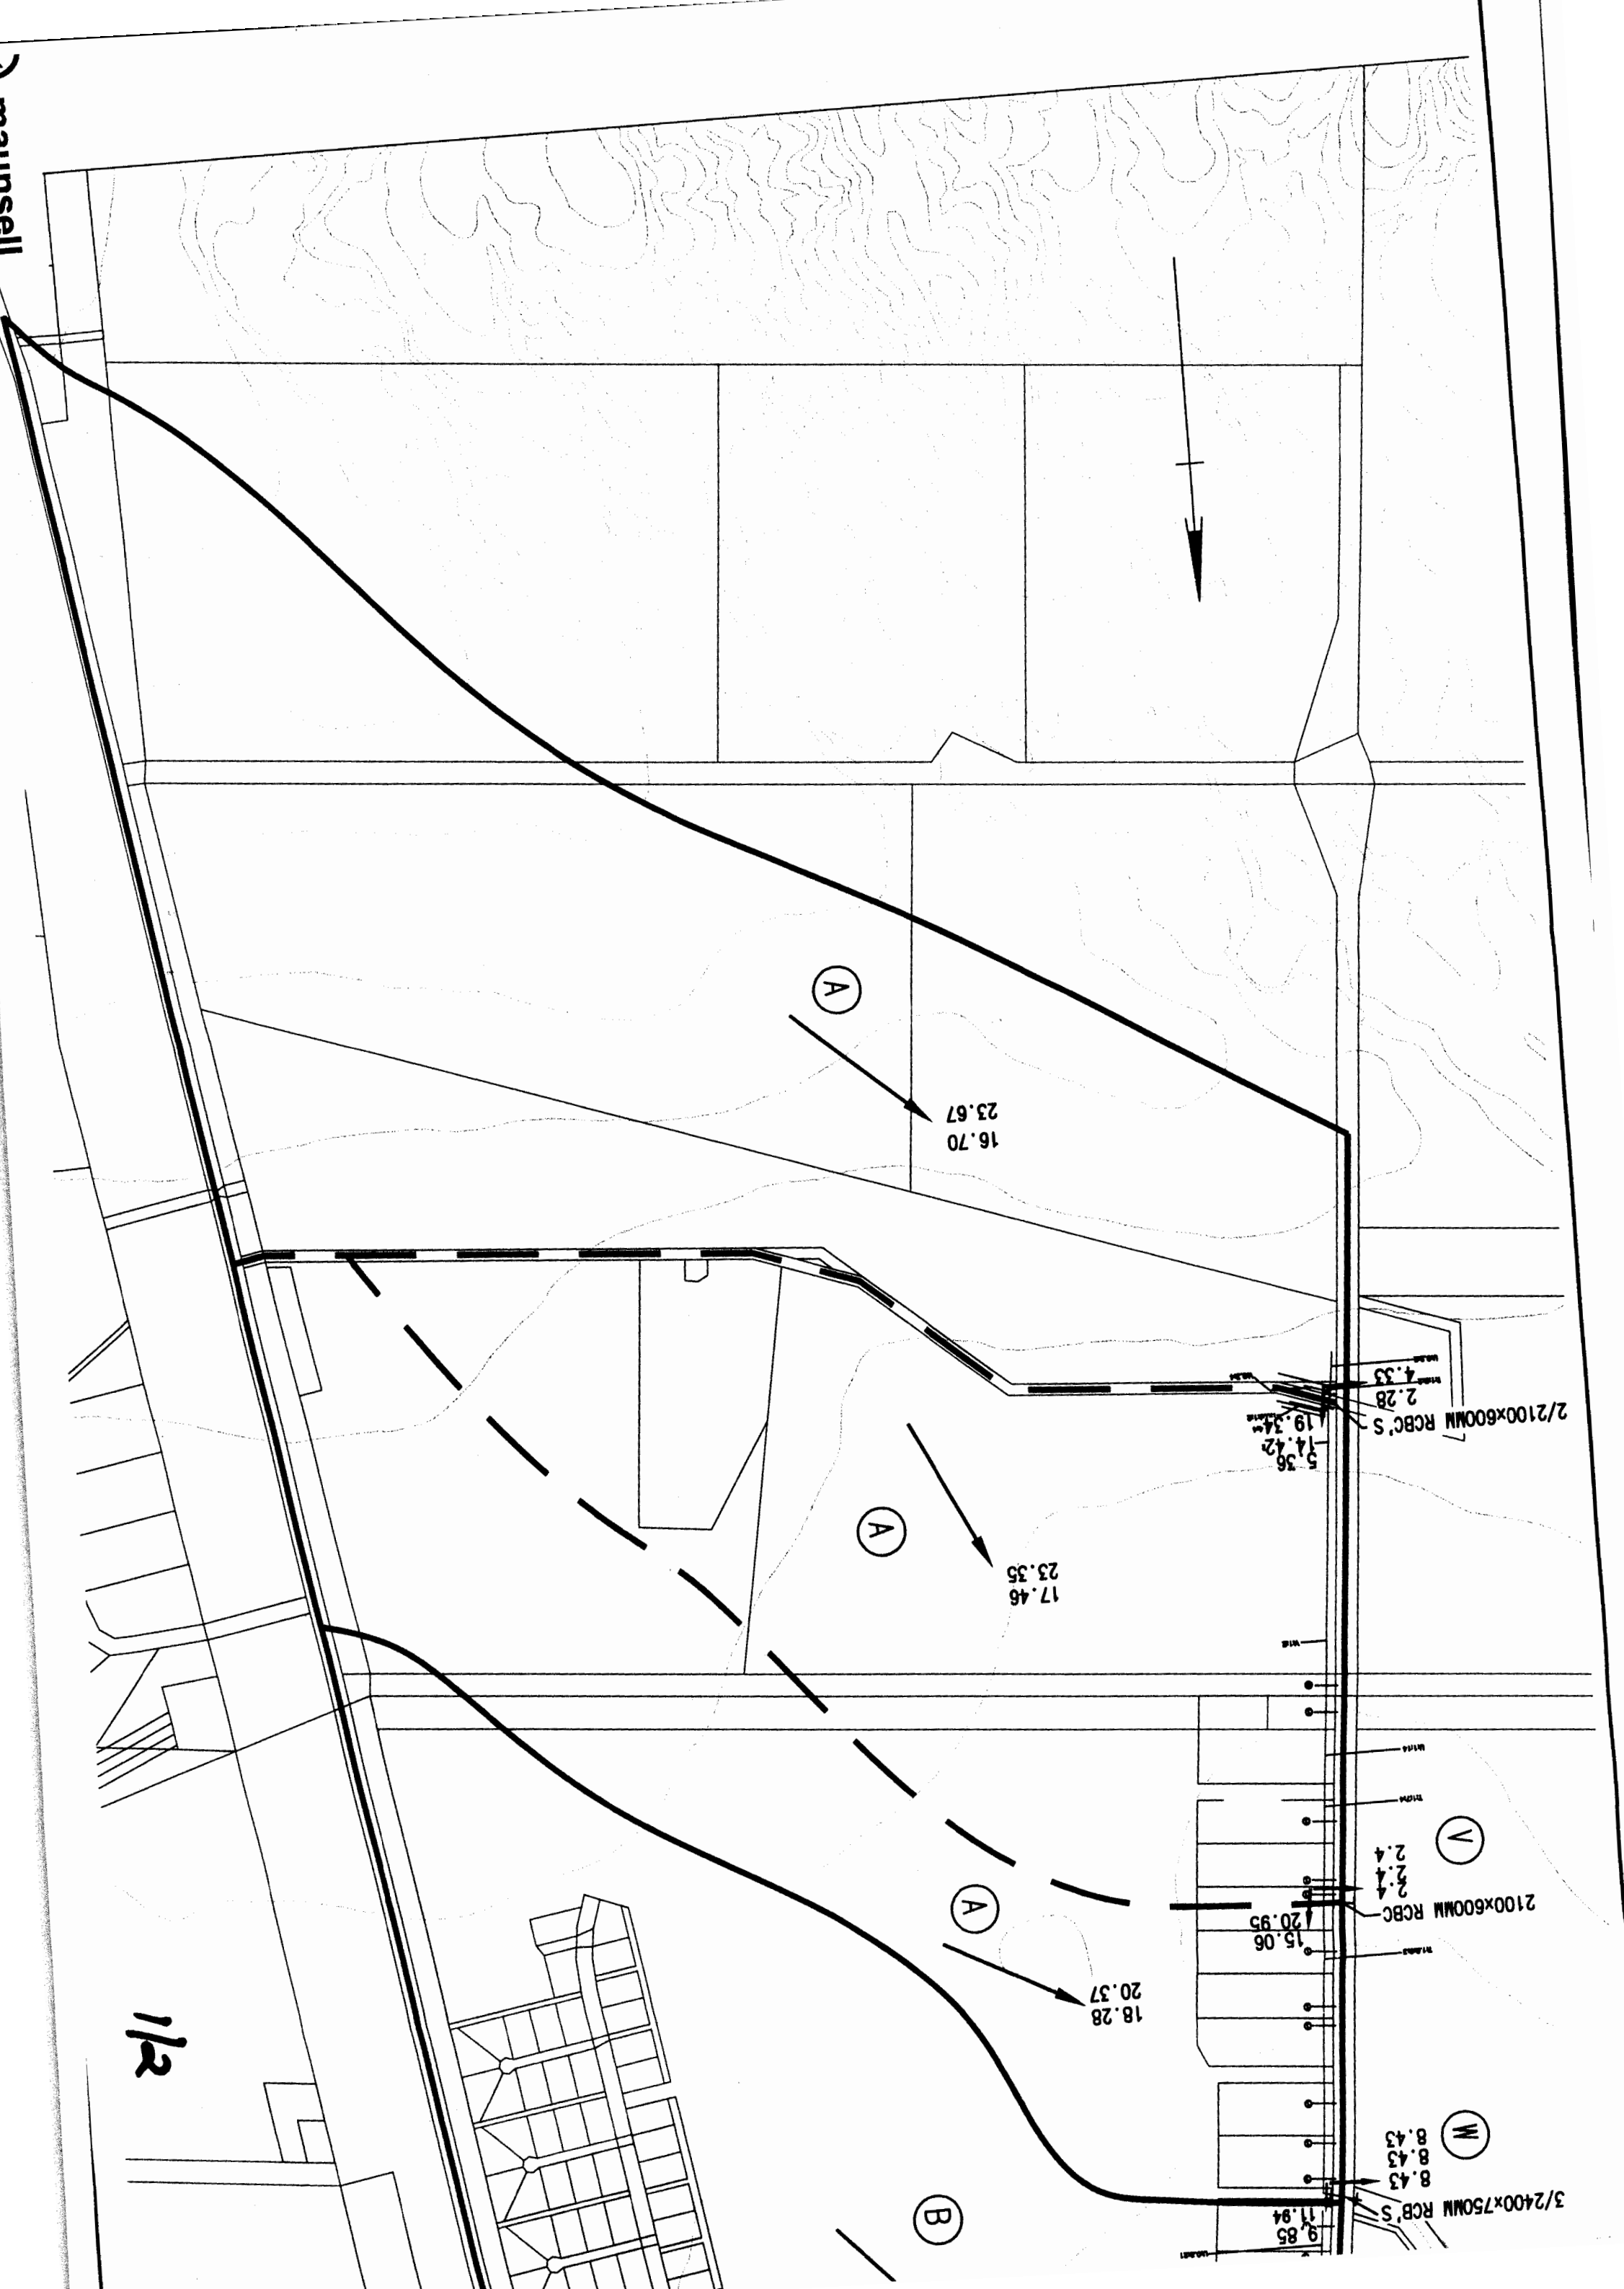 maunsell
A
23.67
16.70
4.33
2.28
2/2100x600MM RCBC'S
19.34
14.42
5.36
A
23.35
17.46
V
2.4
2.4
2.4
2100x600MM RCBC
20.95
15.06
A
20.37
18.28
1/2
W
8.43
8.43
8.43
3/2400x750MM RCB'S
11.94
9.85
B